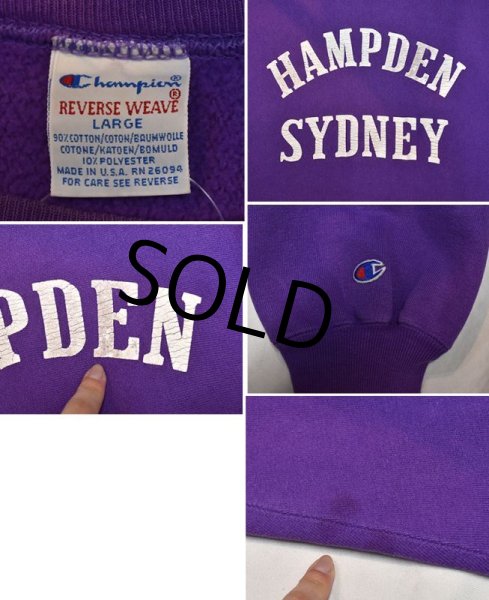 Champion®
REVERSE WEAVE®
LARGE
90% COTTON/COTON/BAUMWOLLE
COTONE/KATOEN/BOMULD
10% POLYESTER
MADE IN U.S.A. RN 26094
FOR CARE SEE REVERSE
HAMPDEN
SYDNEY
PDEN
SOLD